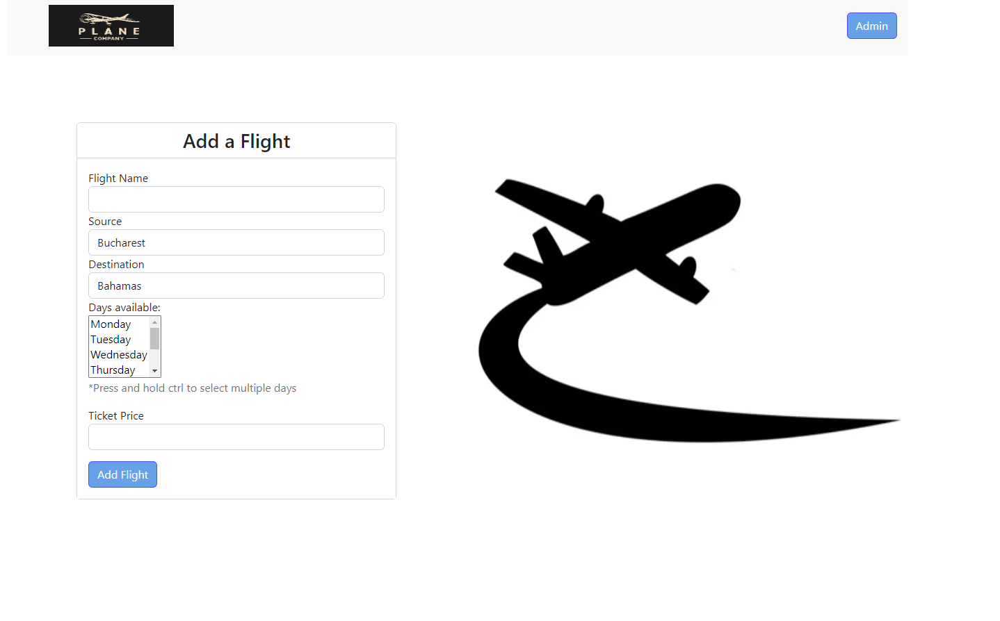 PLANE
COMPANY
Admin
Add a Flight
Flight Name
Source
Bucharest
Destination
Bahamas
Days available:
Monday
Tuesday
Wednesday
Thursday
*Press and hold ctrl to select multiple days
Ticket Price
Add Flight